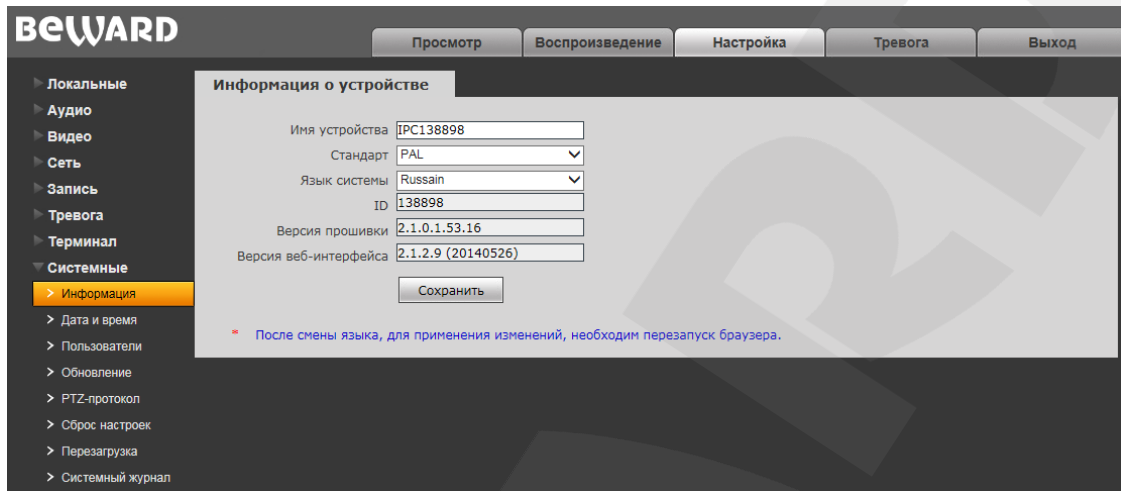 BEWARD
Просмотр
Воспроизведение
Настройка
Тревога
Выход
Локальные
Аудио
Видео
Сеть
Запись
Тревога
Терминал
Системные
Информация
Дата и время
Пользователи
Обновление
PTZ-протокол
Сброс настроек
Перезагрузка
Системный журнал
Информация о устройстве
Имя устройства IPC138898
Стандарт PAL
Язык системы Russain
ID 138898
Версия прошивки 2.1.0.1.53.16
Версия веб-интерфейса 2.1.2.9 (20140526)
Сохранить
* После смены языка, для применения изменений, необходим перезапуск браузера.